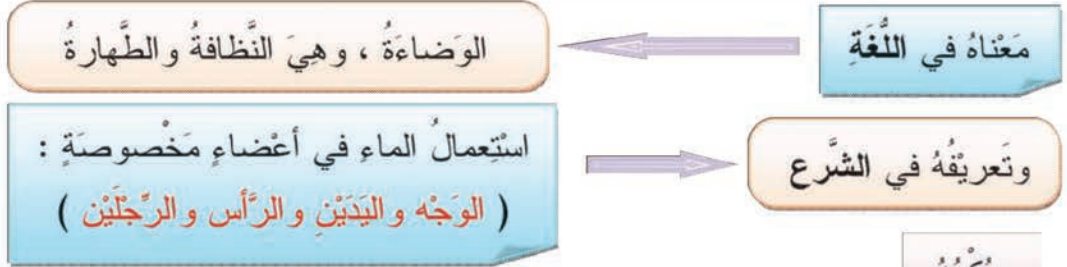 مَعْناهُ في اللُّغَةِ
الوَضاءَةُ ، وهِيَ النَّظافةُ والطَّهارةُ
وتَعريْفُهُ في الشَّرع
استِعمالُ الماءِ في أعْضاءٍ مَخْصوصَةٍ :
( الوَجْه واليَدَيْنِ والرَّأس والرِّجْلَيْن )